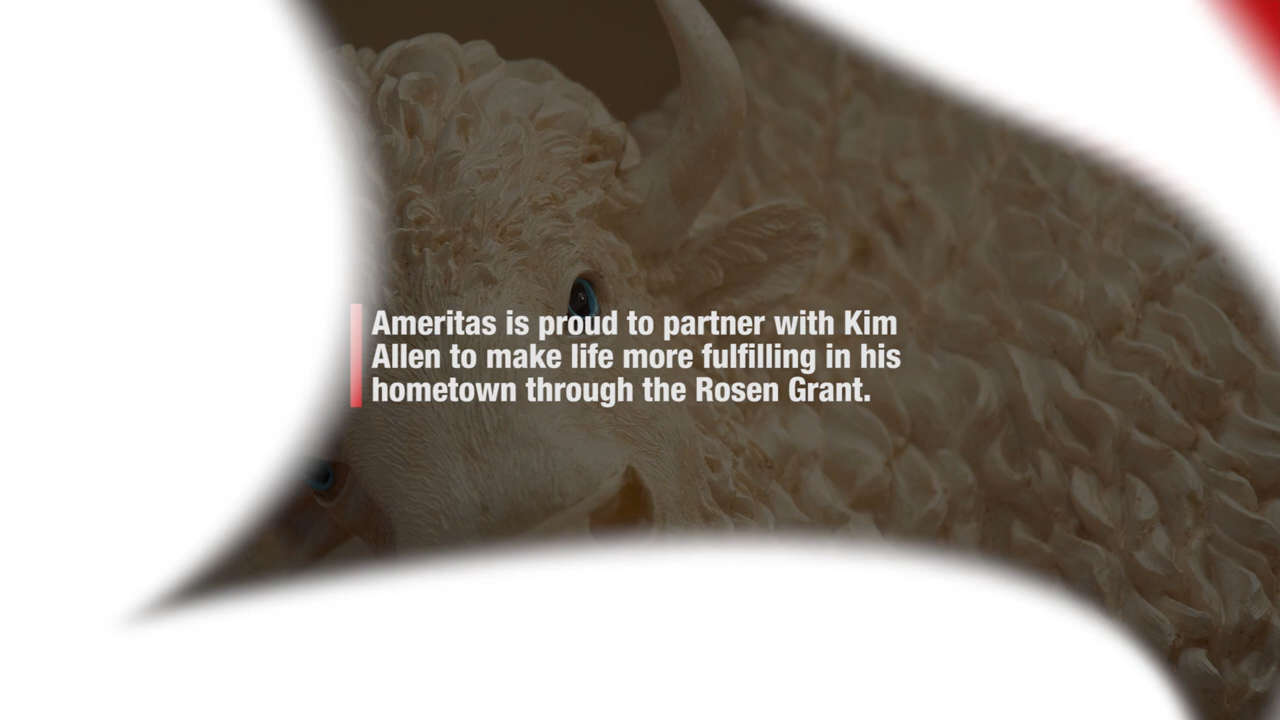 Ameritas is proud to partner with Kim
Allen to make life more fulfilling in his
hometown through the Rosen Grant.